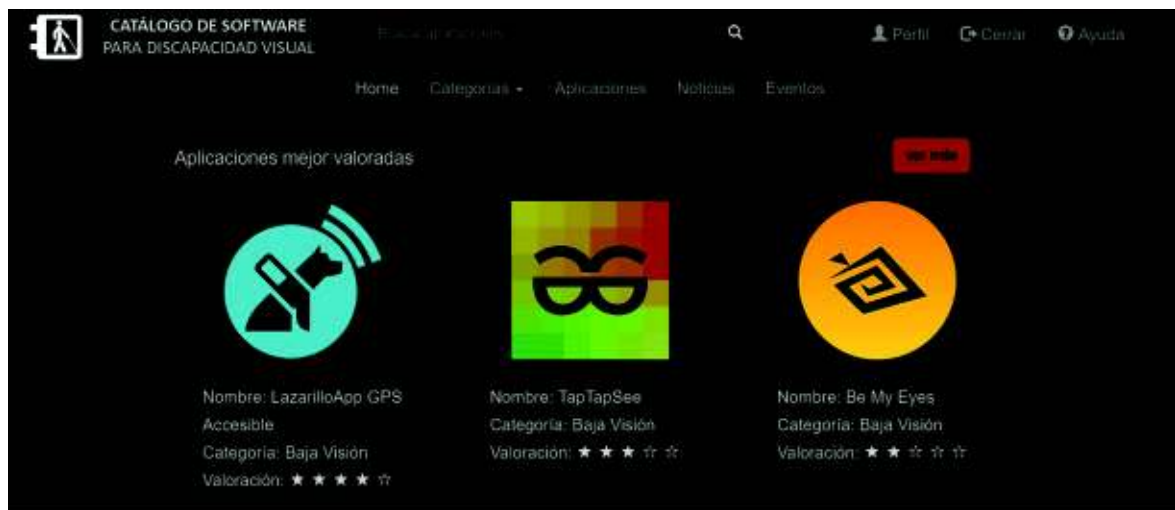 CATÁLOGO DE SOFTWARE
PARA DISCAPACIDAD VISUAL
Buscar aplicaciones
Perfil
Cerrar
Ayuda
Home
Categorías
Aplicaciones
Noticias
Eventos
Aplicaciones mejor valoradas
Ver más
Nombre: LazarilloApp GPS
Accesible
Categoría: Baja Visión
Valoración: ★ ★ ★ ★ ☆
Nombre: TapTapSee
Categoría: Baja Visión
Valoración: ★ ★ ★ ☆ ☆
Nombre: Be My Eyes
Categoría: Baja Visión
Valoración: ★ ★ ☆ ☆ ☆